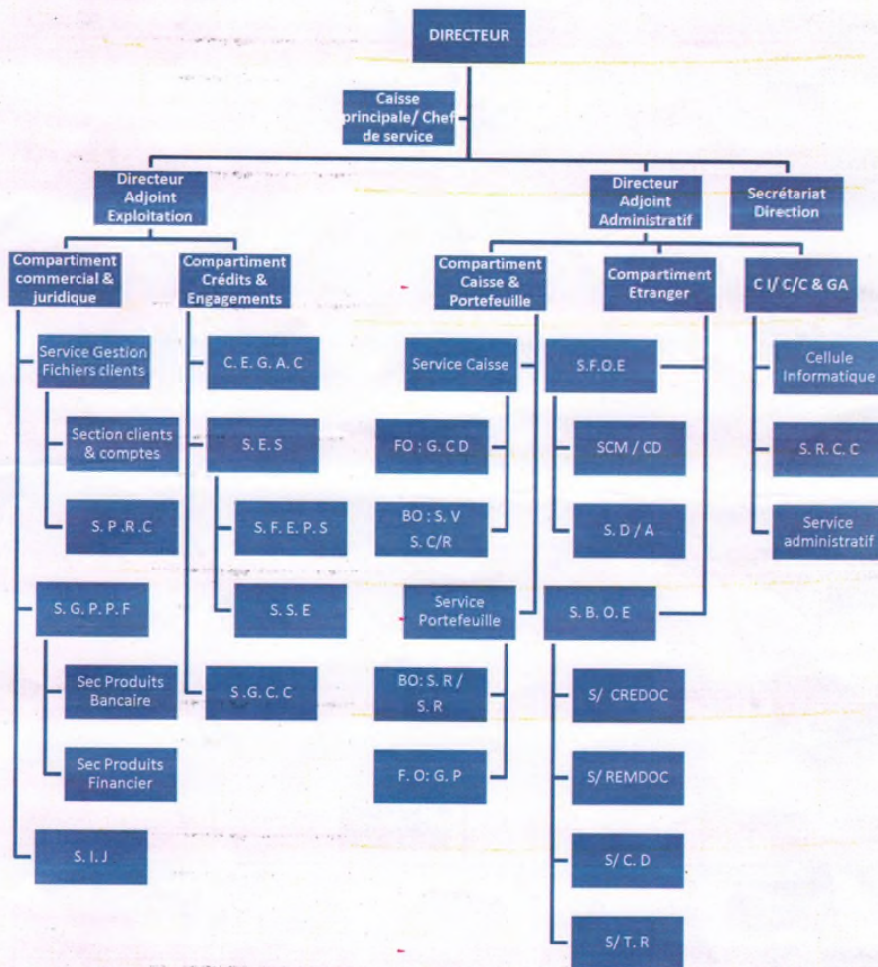 DIRECTEUR
Caisse
principale/ Chef
de service
Directeur
Adjoint
Exploitation
Directeur
Adjoint
Administratif
Secrétariat
Direction
Compartiment
commercial &
juridique
Compartiment
Crédits &
Engagements
Compartiment
Caisse &
Portefeuille
Compartiment
Etranger
C I/ C/C & GA
Service Gestion
Fichiers clients
Section clients
& comptes
S. P .R. C
S. G. P. P. F
Sec Produits
Bancaire
Sec Produits
Financier
S. I. J
C. E. G. A. C
S. E. S
S. F. E. P. S
S. S. E
S .G. C. C
Service Caisse
FO : G. C D
BO : S. V
S. C/R
Service
Portefeuille
BO: S. R /
S. R
F. O: G. P
S.F.O.E
SCM / CD
S. D / A
S. B. O. E
S/ CREDOC
S/ REMDOC
S/ C. D
S/ T. R
Cellule
Informatique
S. R. C. C
Service
administratif